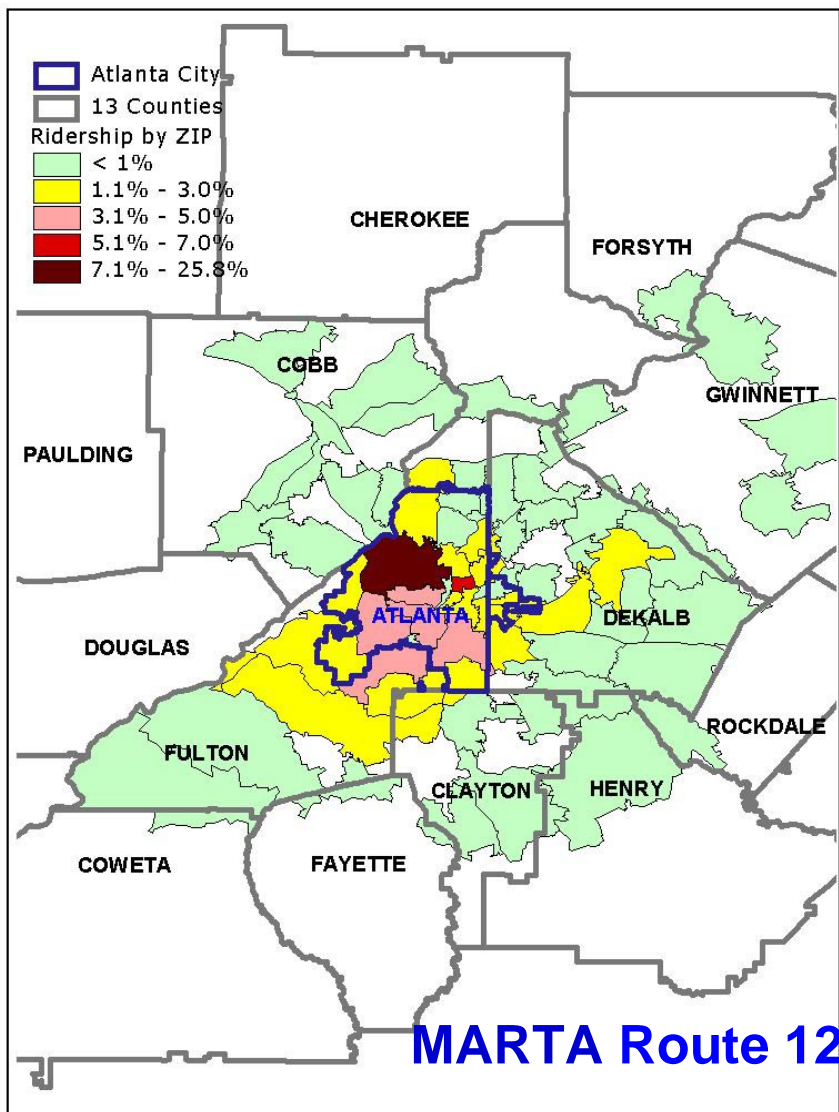 Atlanta City
13 Counties
Ridership by ZIP
< 1%
1.1% - 3.0%
3.1% - 5.0%
5.1% - 7.0%
7.1% - 25.8%
CHEROKEE
FORSYTH
COBB
GWINNETT
PAULDING
ATLANTA
DEKALB
DOUGLAS
ROCKDALE
FULTON
CLAYTON
HENRY
COWETA
FAYETTE
MARTA Route 12